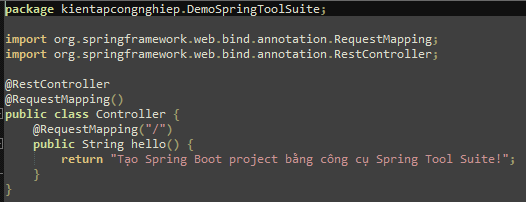 package kientapcongnghiep.DemoSpringToolSuite;
import org.springframework.web.bind.annotation.RequestMapping;
import org.springframework.web.bind.annotation.RestController;
@RestController
@RequestMapping()
public class Controller {
@RequestMapping("/")
public String hello() {
return "Tạo Spring Boot project bằng công cụ Spring Tool Suite!";
}
}